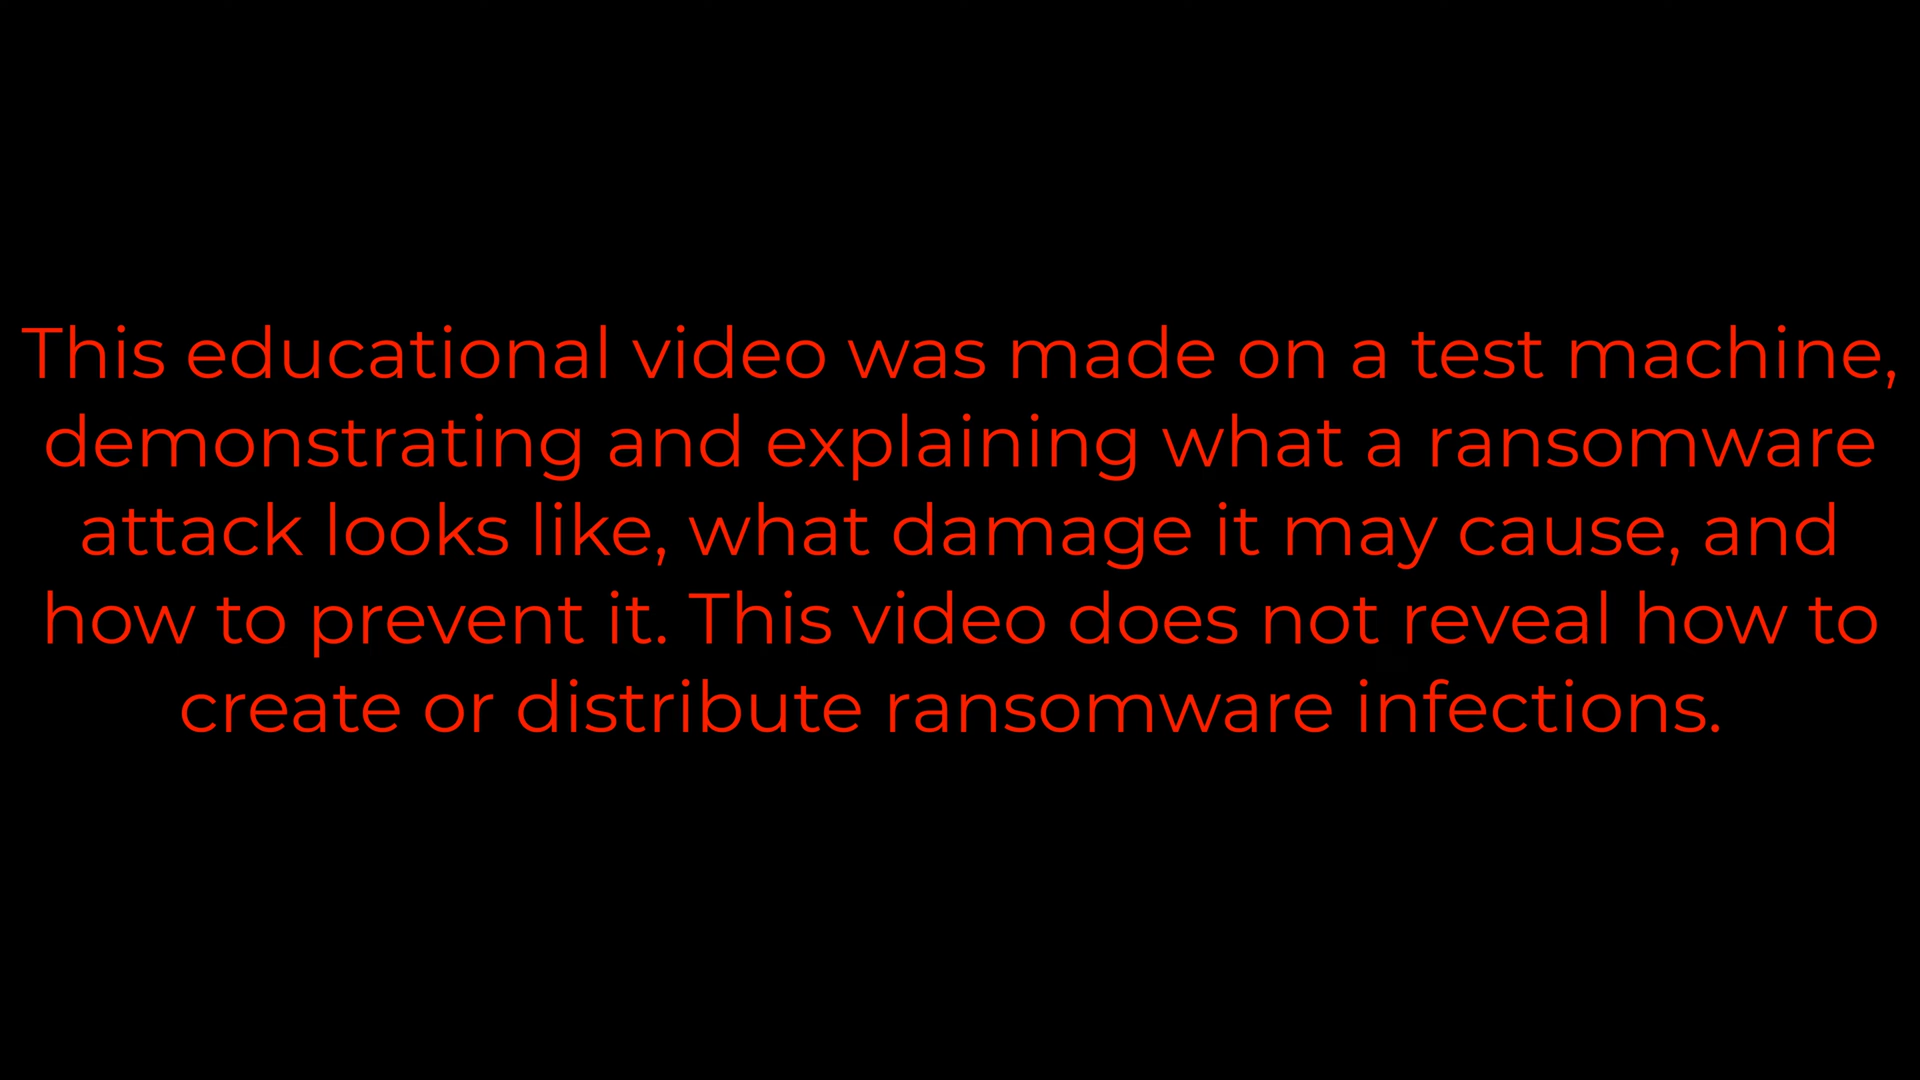 This educational video was made on a test machine,
demonstrating and explaining what a ransomware
attack looks like, what damage it may cause, and
how to prevent it. This video does not reveal how to
create or distribute ransomware infections.